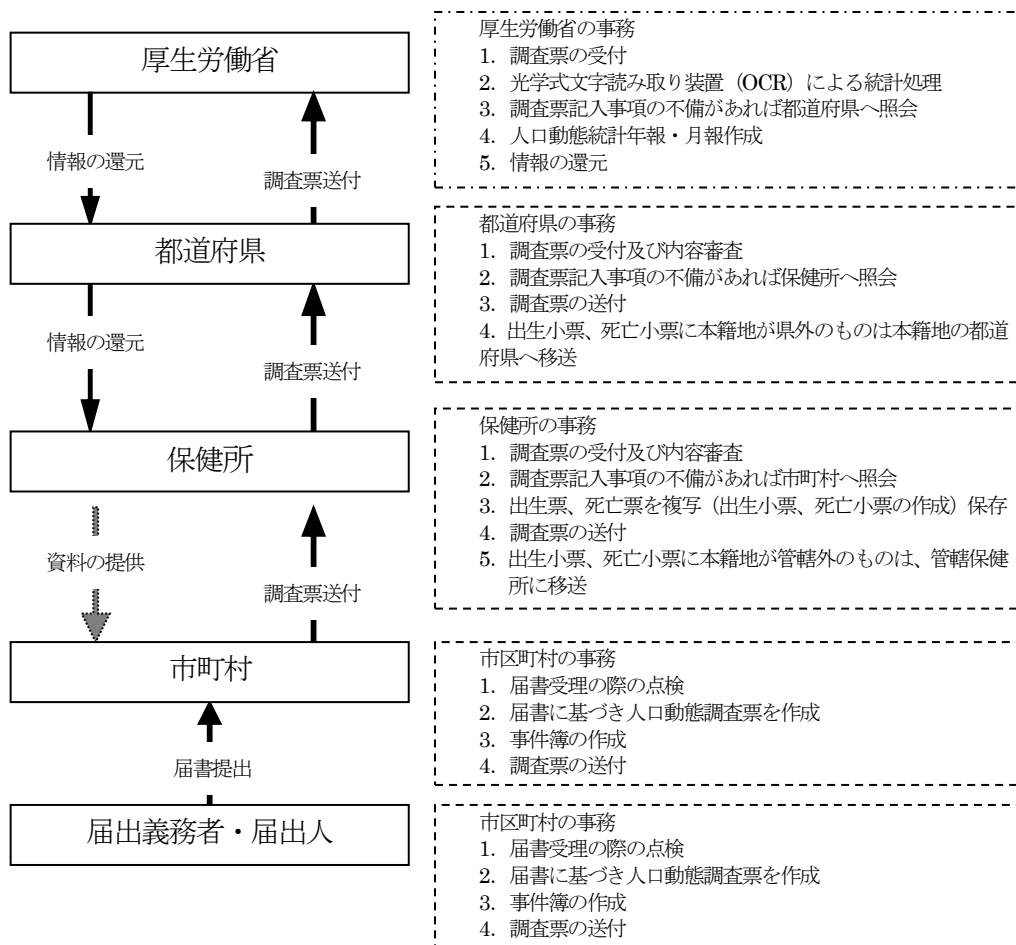 厚生労働省
情報の還元
調査票送付
都道府県
情報の還元
調査票送付
保健所
資料の提供
調査票送付
市町村
届書提出
届出義務者・届出人
厚生労働省の事務
1. 調査票の受付
2. 光学式文字読み取り装置（OCR）による統計処理
3. 調査票記入事項の不備があれば都道府県へ照会
4. 人口動態統計年報・月報作成
5. 情報の還元
都道府県の事務
1. 調査票の受付及び内容審査
2. 調査票記入事項の不備があれば保健所へ照会
3. 調査票の送付
4. 出生小票、死亡小票に本籍地が県外のものは本籍地の都道
府県へ移送
保健所の事務
1. 調査票の受付及び内容審査
2. 調査票記入事項の不備があれば市町村へ照会
3. 出生票、死亡票を複写（出生小票、死亡小票の作成）保存
4. 調査票の送付
5. 出生小票、死亡小票に本籍地が管轄外のものは、管轄保健
所に移送
市区町村の事務
1. 届書受理の際の点検
2. 届書に基づき人口動態調査票を作成
3. 事件簿の作成
4. 調査票の送付
市区町村の事務
1. 届書受理の際の点検
2. 届書に基づき人口動態調査票を作成
3. 事件簿の作成
4. 調査票の送付